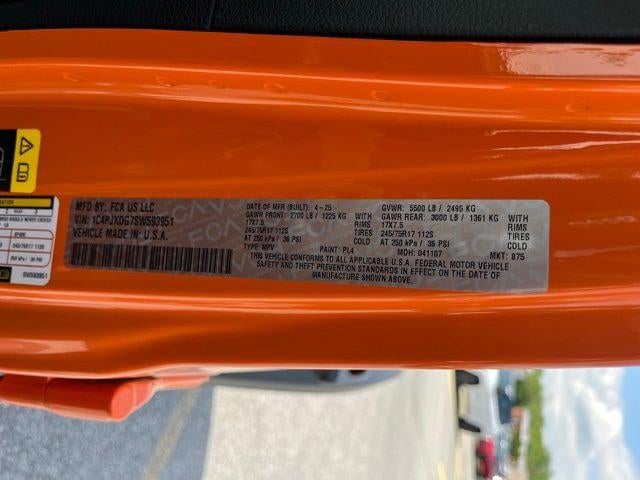 MFD BY: FCA US LLC
VIN: 1C4PJXDG7SW593951
VEHICLE MADE IN U.S.A.
DATE OF MFR (BUILT): 4-25 GVWR: 5500 LB / 2495 KG
GAWR FRONT: 2700 LB / 1225 KG WITH GAWR REAR: 3000 LB / 1361 KG WITH
17X7.5 RIMS 17X7.5 RIMS
245/75R17 112S TIRES 245/75R17 112S TIRES
AT 250 kPa / 36 PSI COLD AT 250 kPa / 36 PSI COLD
TYPE: MPV PAINT: PL4 MDH: 041107 MKT: 875
THIS VEHICLE CONFORMS TO ALL APPLICABLE U.S.A. FEDERAL MOTOR VEHICLE
SAFETY AND THEFT PREVENTION STANDARDS IN EFFECT ON THE DATE OF
MANUFACTURE SHOWN ABOVE.
SW593951